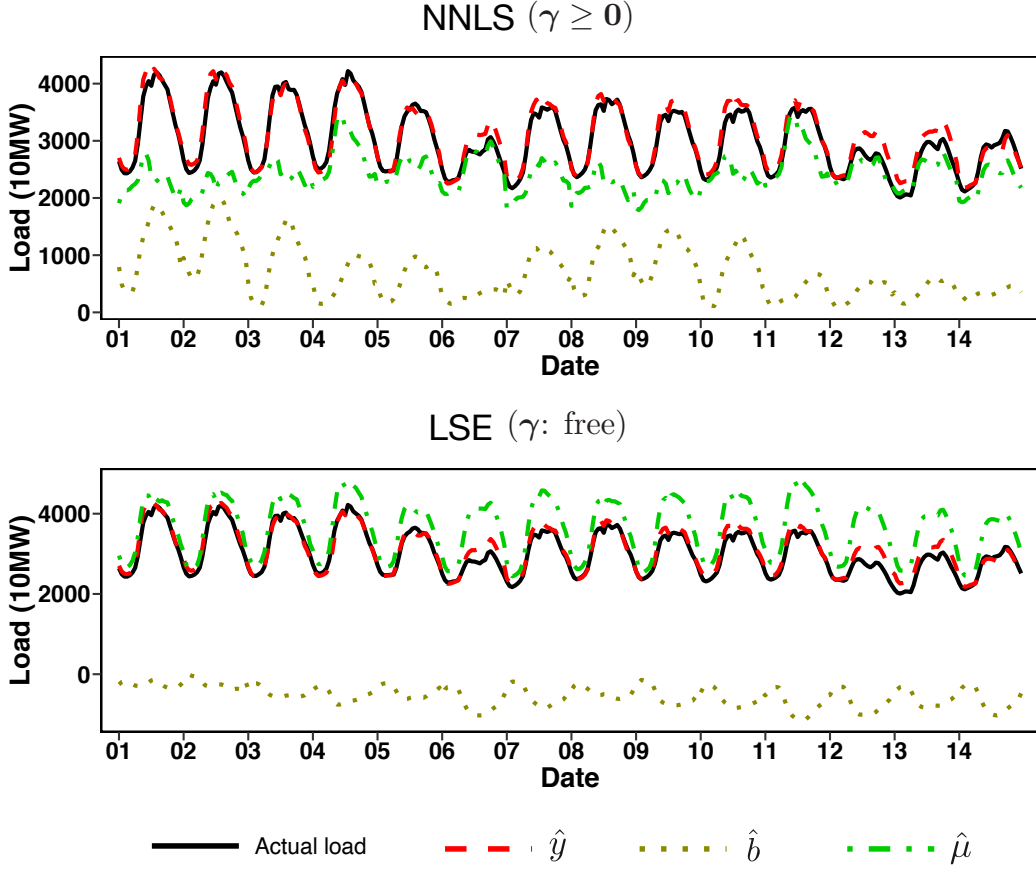 NNLS (γ ≥ 0)
Load (10MW)
4000
3000
2000
1000
0
01 02 03 04 05 06 07 08 09 10 11 12 13 14
Date
LSE (γ: free)
Load (10MW)
4000
2000
0
01 02 03 04 05 06 07 08 09 10 11 12 13 14
Date
Actual load ŷ b̂ μ̂